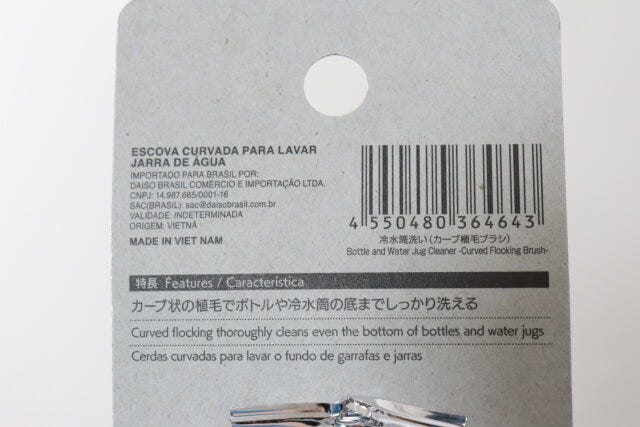 ESCOVA CURVADA PARA LAVAR
JARRA DE ÁGUA
IMPORTADO PARA BRASIL POR:
DAISO BRASIL COMÉRCIO E IMPORTAÇÃO LTDA.
CNPJ: 14.987.685/0001-16
SAC(BRASIL): sac@daisobrasil.com.br
VALIDADE: INDETERMINADA
ORIGEM: VIETNÃ
MADE IN VIET NAM
4 550480 364643
冷水筒洗い(カーブ植毛ブラシ)
Bottle and Water Jug Cleaner -Curved Flocking Brush-
特長 Features / Característica
カーブ状の植毛でボトルや冷水筒の底までしっかり洗える
Curved flocking thoroughly cleans even the bottom of bottles and water jugs
Cerdas curvadas para lavar o fundo de garrafas e jarras